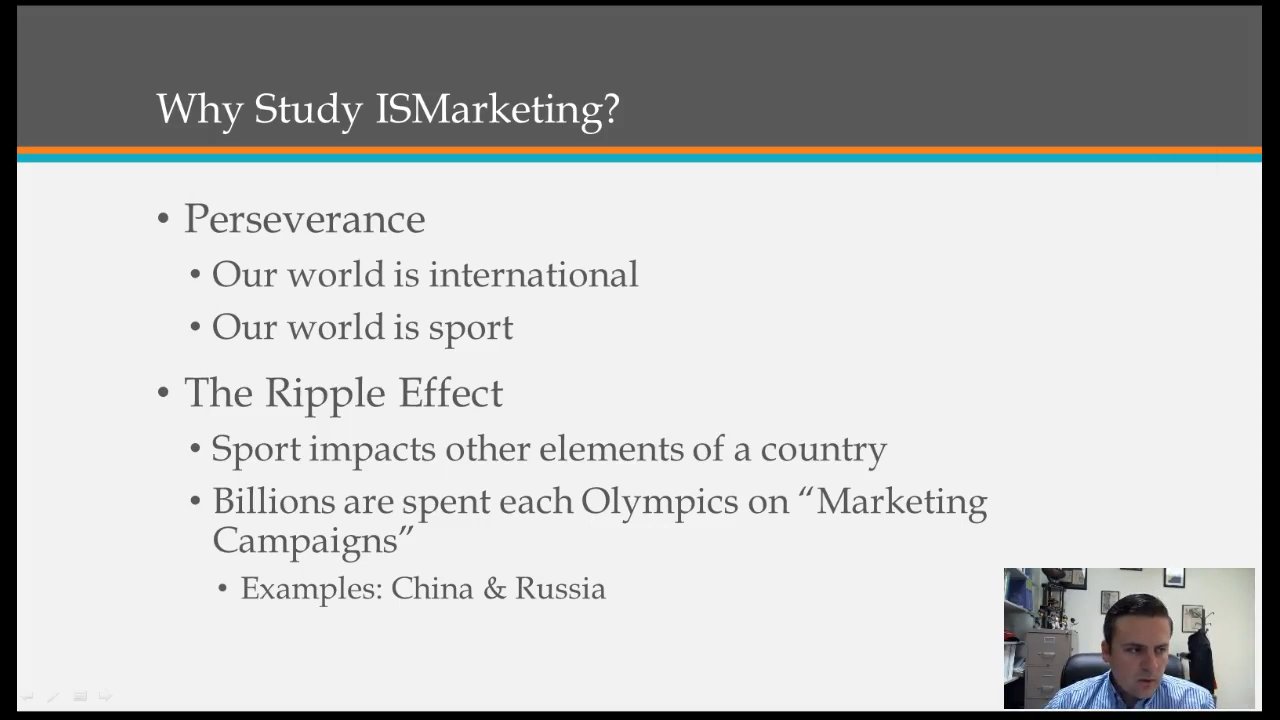 Why Study ISMarketing?
• Perseverance
• Our world is international
• Our world is sport
• The Ripple Effect
• Sport impacts other elements of a country
• Billions are spent each Olympics on “Marketing
Campaigns”
• Examples: China & Russia